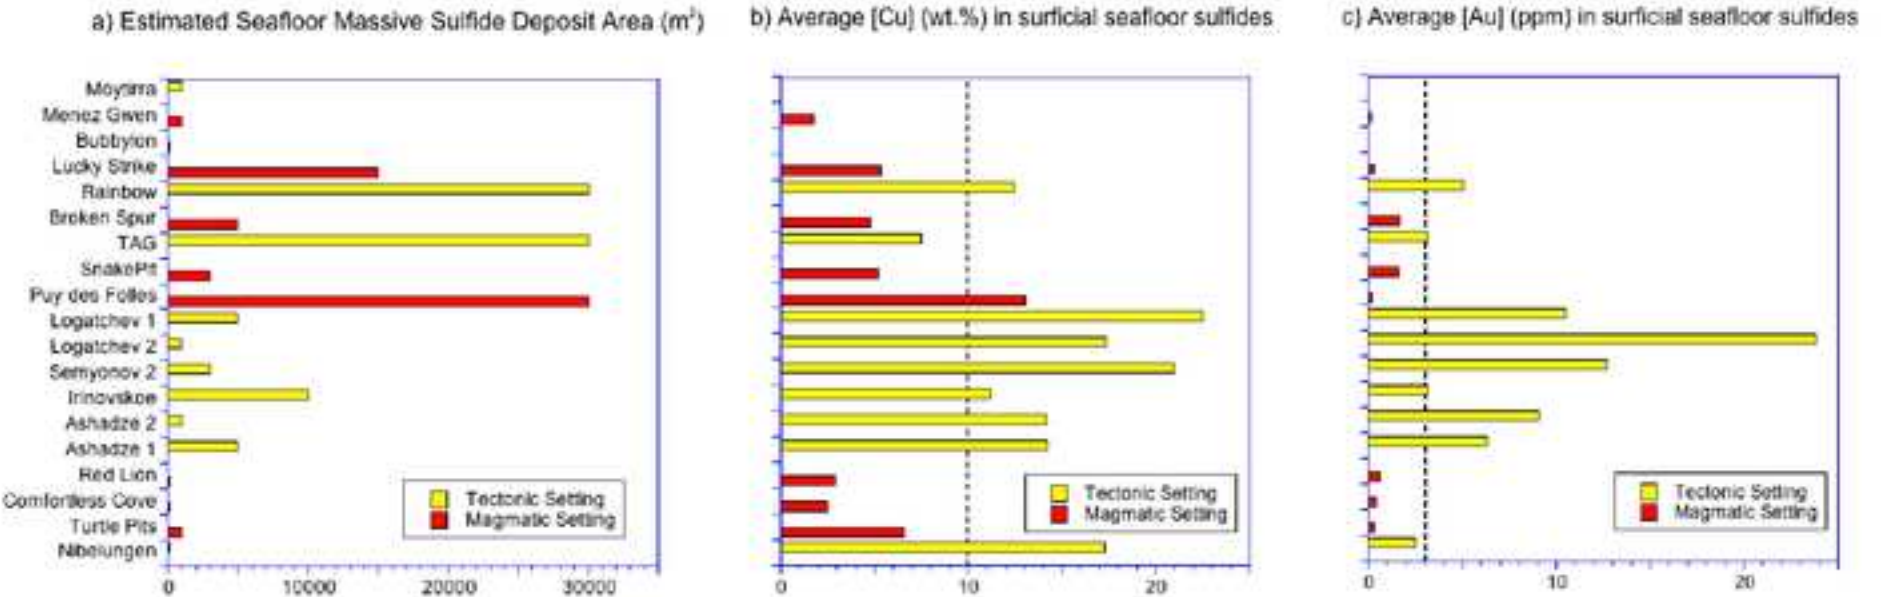 a) Estimated Seafloor Massive Sulfide Deposit Area (m²)
Moytirra
Menez Gwen
Bubbylon
Lucky Strike
Rainbow
Broken Spur
TAG
SnakePit
Puy des Folles
Logatchev 1
Logatchev 2
Semyonov 2
Irinovskoe
Ashadze 2
Ashadze 1
Red Lion
Comfortless Cove
Turtle Pits
Nibelungen
Tectonic Setting
Magmatic Setting
0 10000 20000 30000
b) Average [Cu] (wt.%) in surficial seafloor sulfides
Tectonic Setting
Magmatic Setting
0 10 20
c) Average [Au] (ppm) in surficial seafloor sulfides
Tectonic Setting
Magmatic Setting
0 10 20